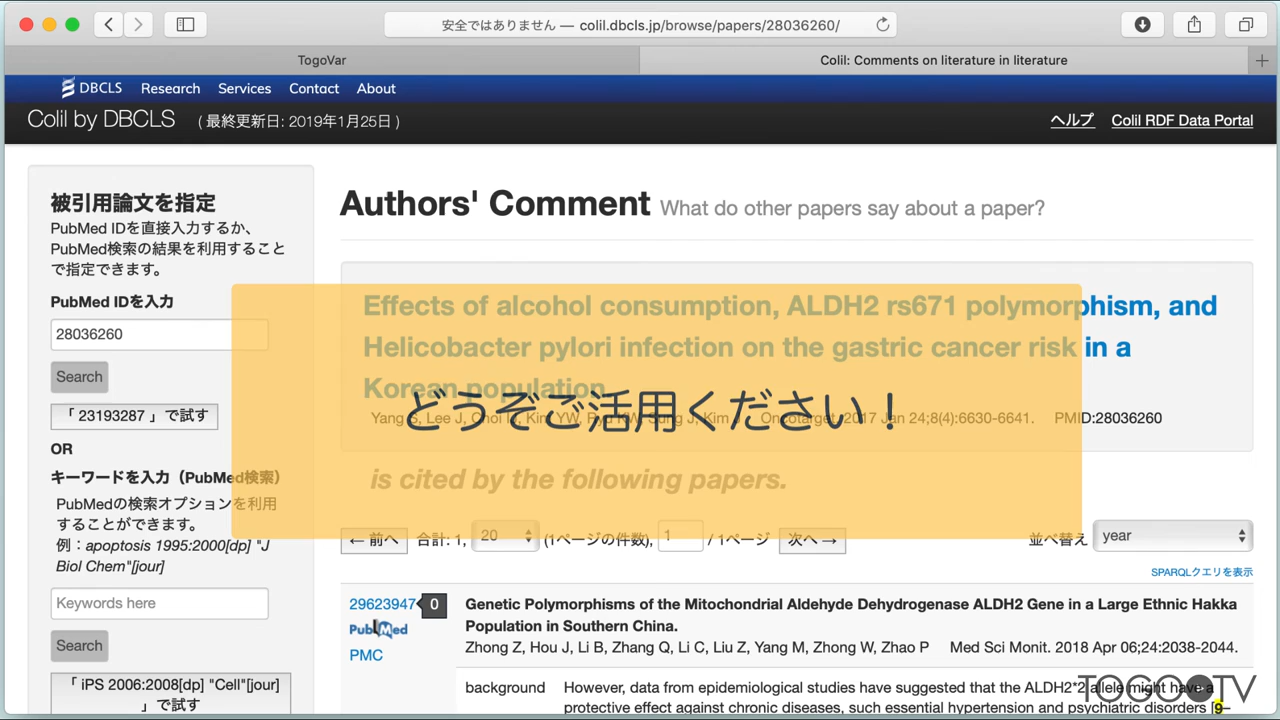 安全ではありません — colil.dbcls.jp/browse/papers/28036260/
TogoVar
Colil: Comments on literature in literature
DBCLS Research Services Contact About
Colil by DBCLS ( 最終更新日: 2019年1月25日 )
ヘルプ Colil RDF Data Portal
被引用論文を指定
PubMed IDを直接入力するか、
PubMed検索の結果を利用すること
で指定できます。
PubMed IDを入力
28036260
Search
「 23193287 」で試す
OR
キーワードを入力（PubMed検索）
PubMedの検索オプションを利用
することができます。
例：apoptosis 1995:2000[dp] "J
Biol Chem"[jour]
Keywords here
Search
「 iPS 2006:2008[dp] "Cell"[jour]
」で試す
Authors' Comment What do other papers say about a paper?
Effects of alcohol consumption, ALDH2 rs671 polymorphism, and
Helicobacter pylori infection on the gastric cancer risk in a
Korean population.
どうぞご活用ください！
Yang S, Lee J, Choi IJ, Kim YW, Ryu KW, Sung J, Kim J Oncotarget. 2017 Jan 24;8(4):6630-6641. PMID:28036260
is cited by the following papers.
← 前へ 合計: 1, 20 (1ページの件数), 1 / 1ページ 次へ → 並べ替え year
SPARQLクエリを表示
29623947 0
PubMed
PMC
Genetic Polymorphisms of the Mitochondrial Aldehyde Dehydrogenase ALDH2 Gene in a Large Ethnic Hakka
Population in Southern China.
Zhong Z, Hou J, Li B, Zhang Q, Li C, Liu Z, Yang M, Zhong W, Zhao P Med Sci Monit. 2018 Apr 06;24:2038-2044.
background However, data from epidemiological studies have suggested that the ALDH2*2 allele might have a
protective effect against chronic diseases, such essential hypertension and psychiatric disorders [9–
TOGO TV